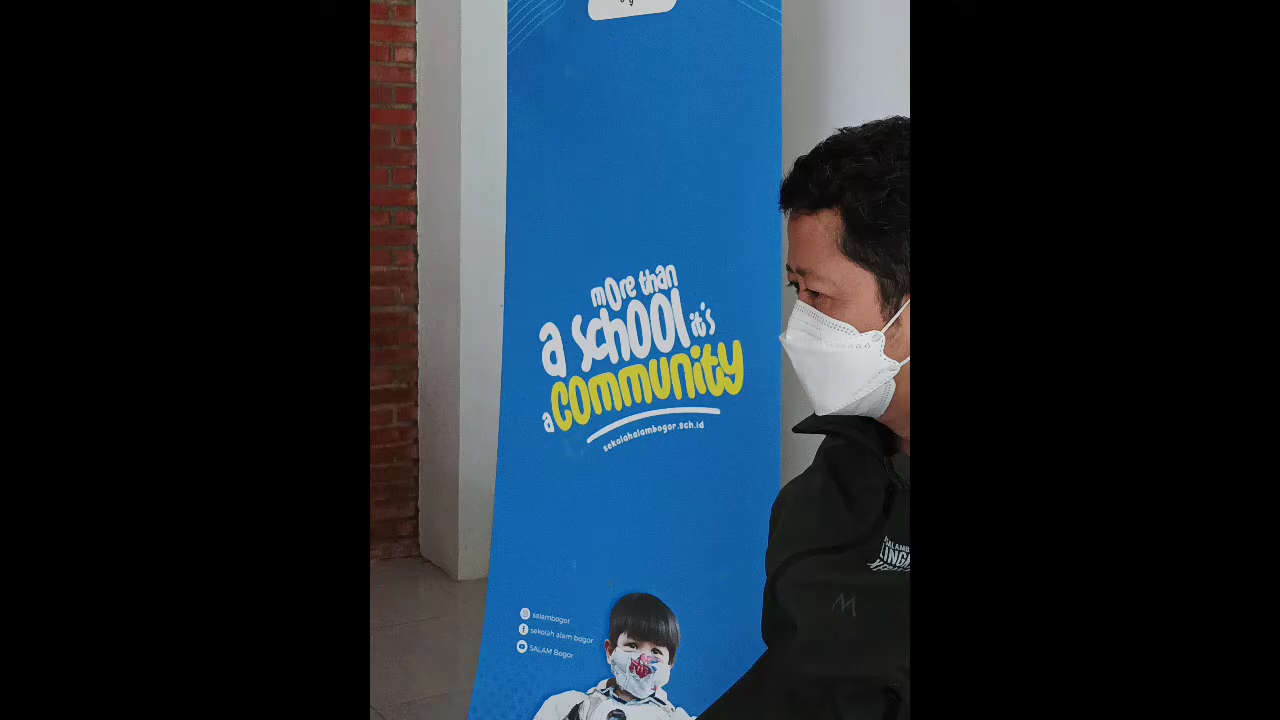 more than
a school it's
a community
sekolahalambogor.sch.id
salambogor
sekolah alam bogor
SALAM Bogor